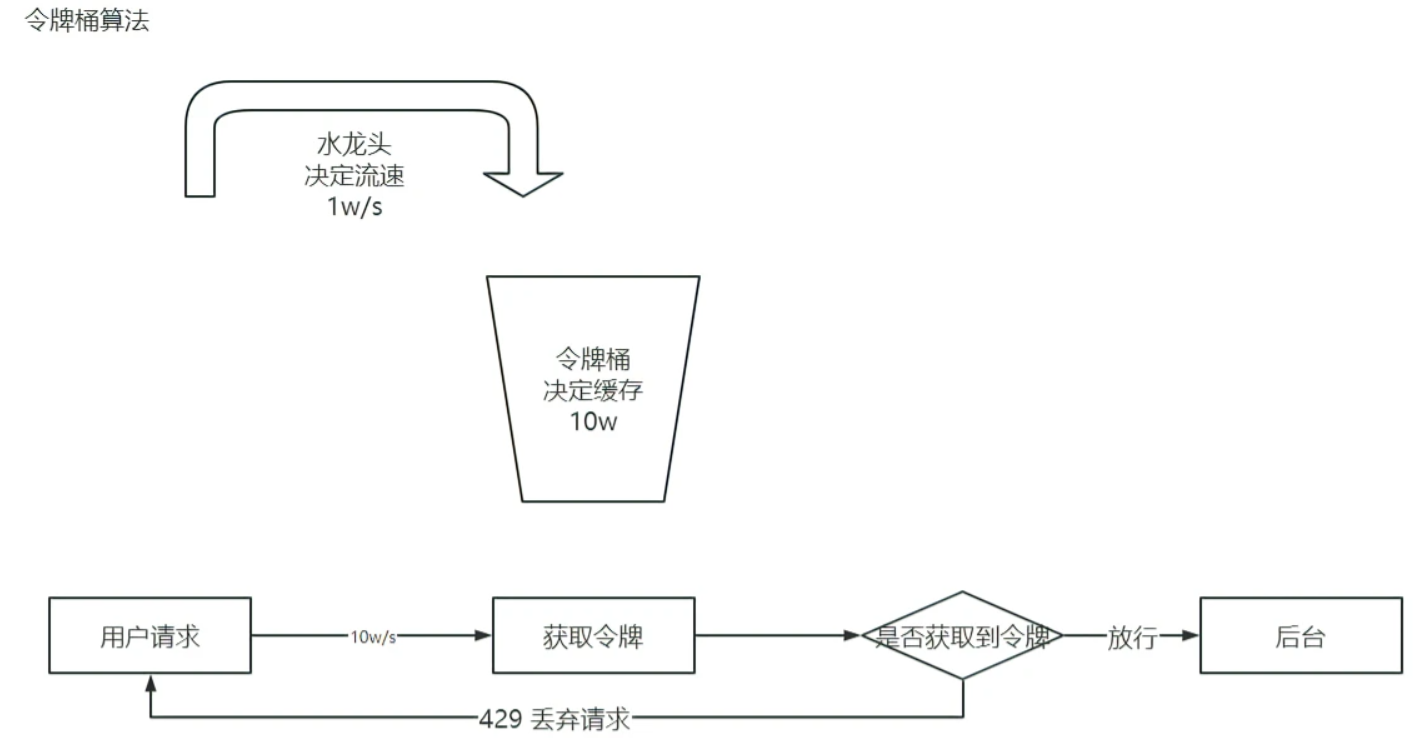 令牌桶算法
水龙头
决定流速
1w/s
令牌桶
决定缓存
10w
用户请求
10w/s
获取令牌
是否获取到令牌
放行
后台
429 丢弃请求